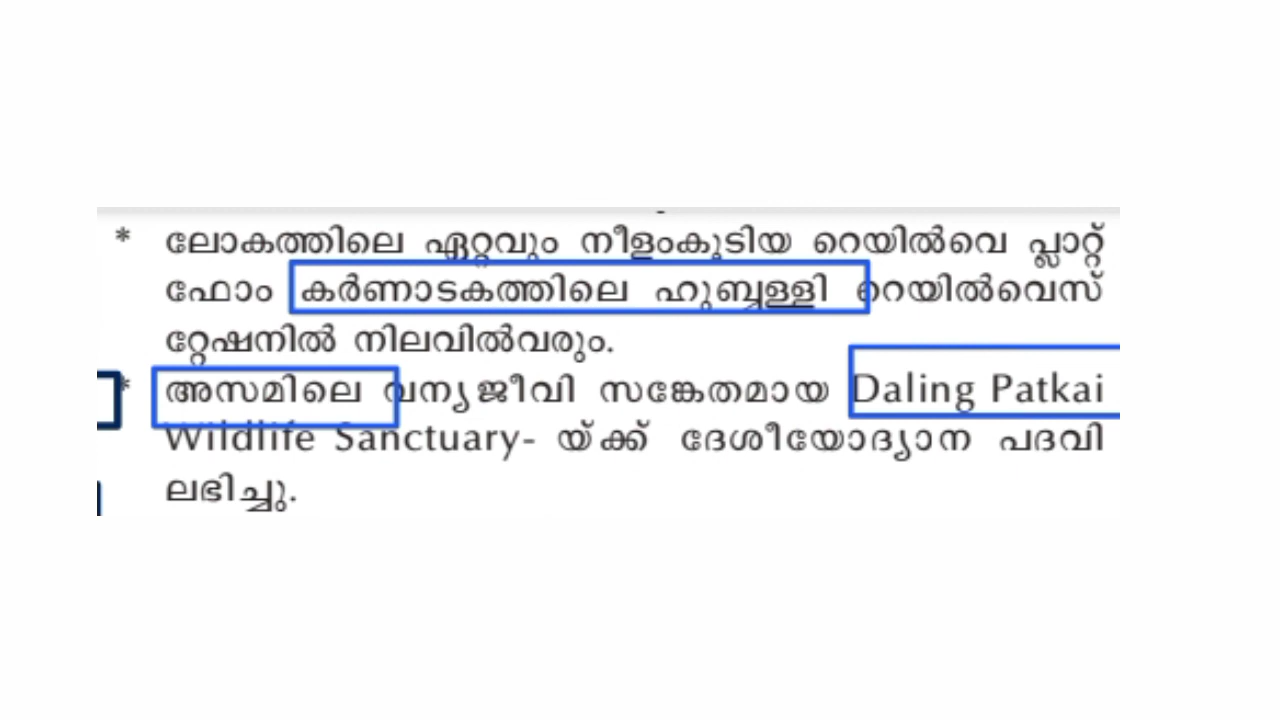 * ലോകത്തിലെ ഏറ്റവും നീളംകൂടിയ റെയിൽവെ പ്ലാറ്റ്
ഫോം കർണാടകത്തിലെ ഹുബ്ബള്ളി റെയിൽവെസ്
റ്റേഷനിൽ നിലവിൽവരും.
* അസമിലെ വന്യജീവി സങ്കേതമായ Daling Patkai
Wildlife Sanctuary- യ്ക്ക് ദേശീയോദ്യാന പദവി
ലഭിച്ചു.